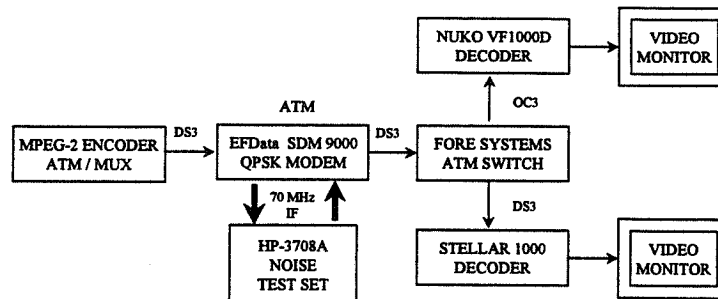 NUKO VF1000D
DECODER
VIDEO
MONITOR
ATM
OC3
MPEG-2 ENCODER
ATM / MUX
DS3
EFData SDM 9000
QPSK MODEM
DS3
FORE SYSTEMS
ATM SWITCH
70 MHz
IF
DS3
HP-3708A
NOISE
TEST SET
STELLAR 1000
DECODER
VIDEO
MONITOR